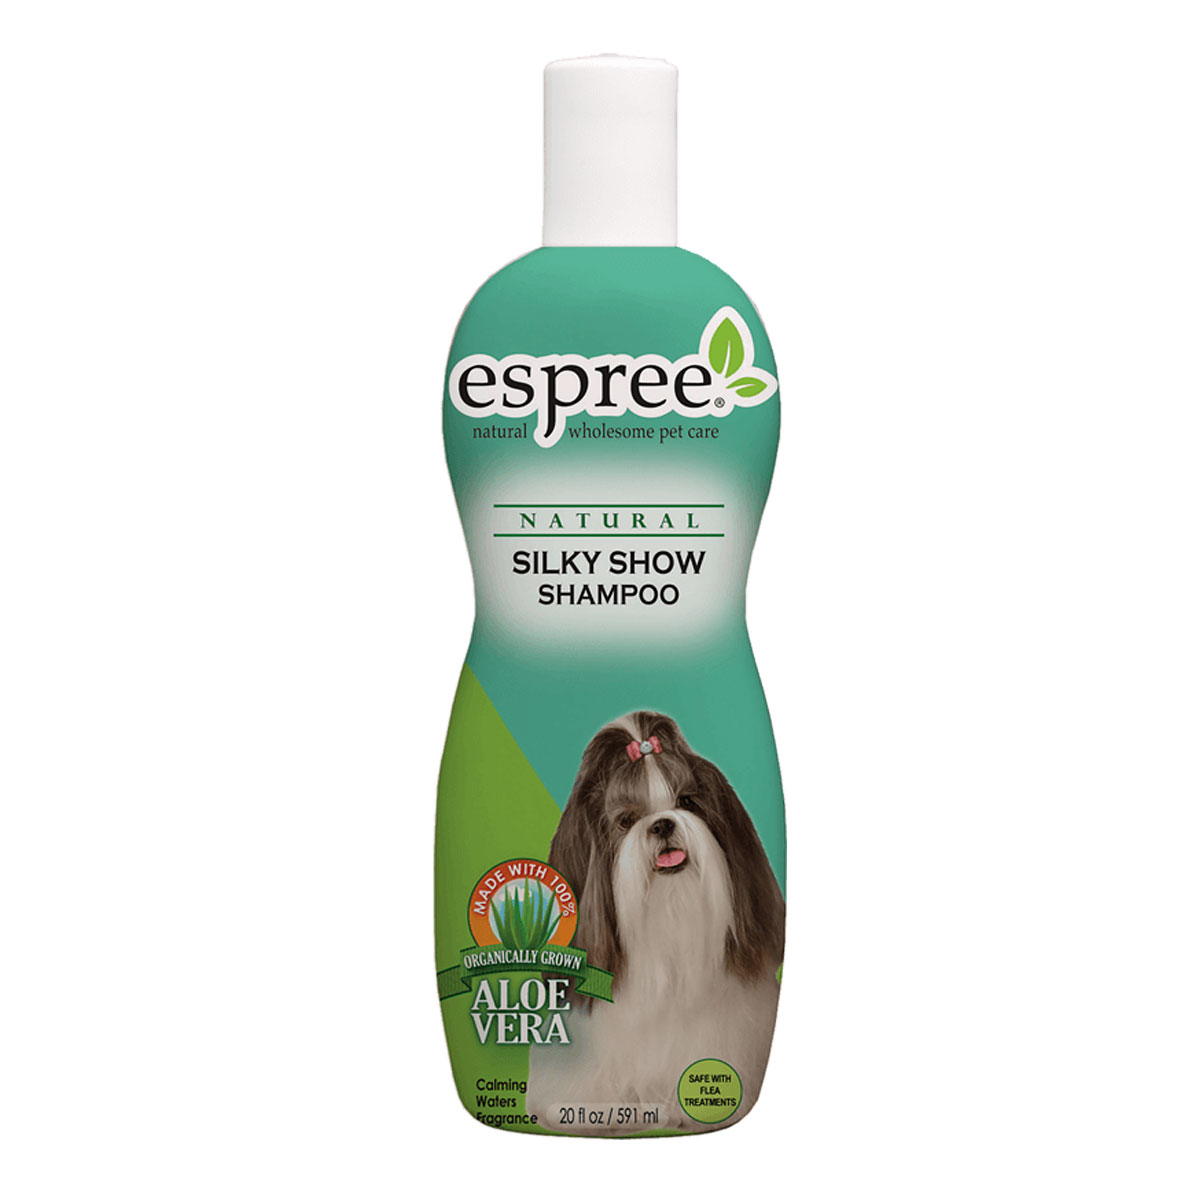 espree®
natural wholesome pet care
NATURAL
SILKY SHOW
SHAMPOO
MADE WITH 100%
ORGANICALLY GROWN
ALOE
VERA
Calming
Waters
Fragrance
20 fl oz / 591 ml
SAFE WITH
FLEA
TREATMENTS